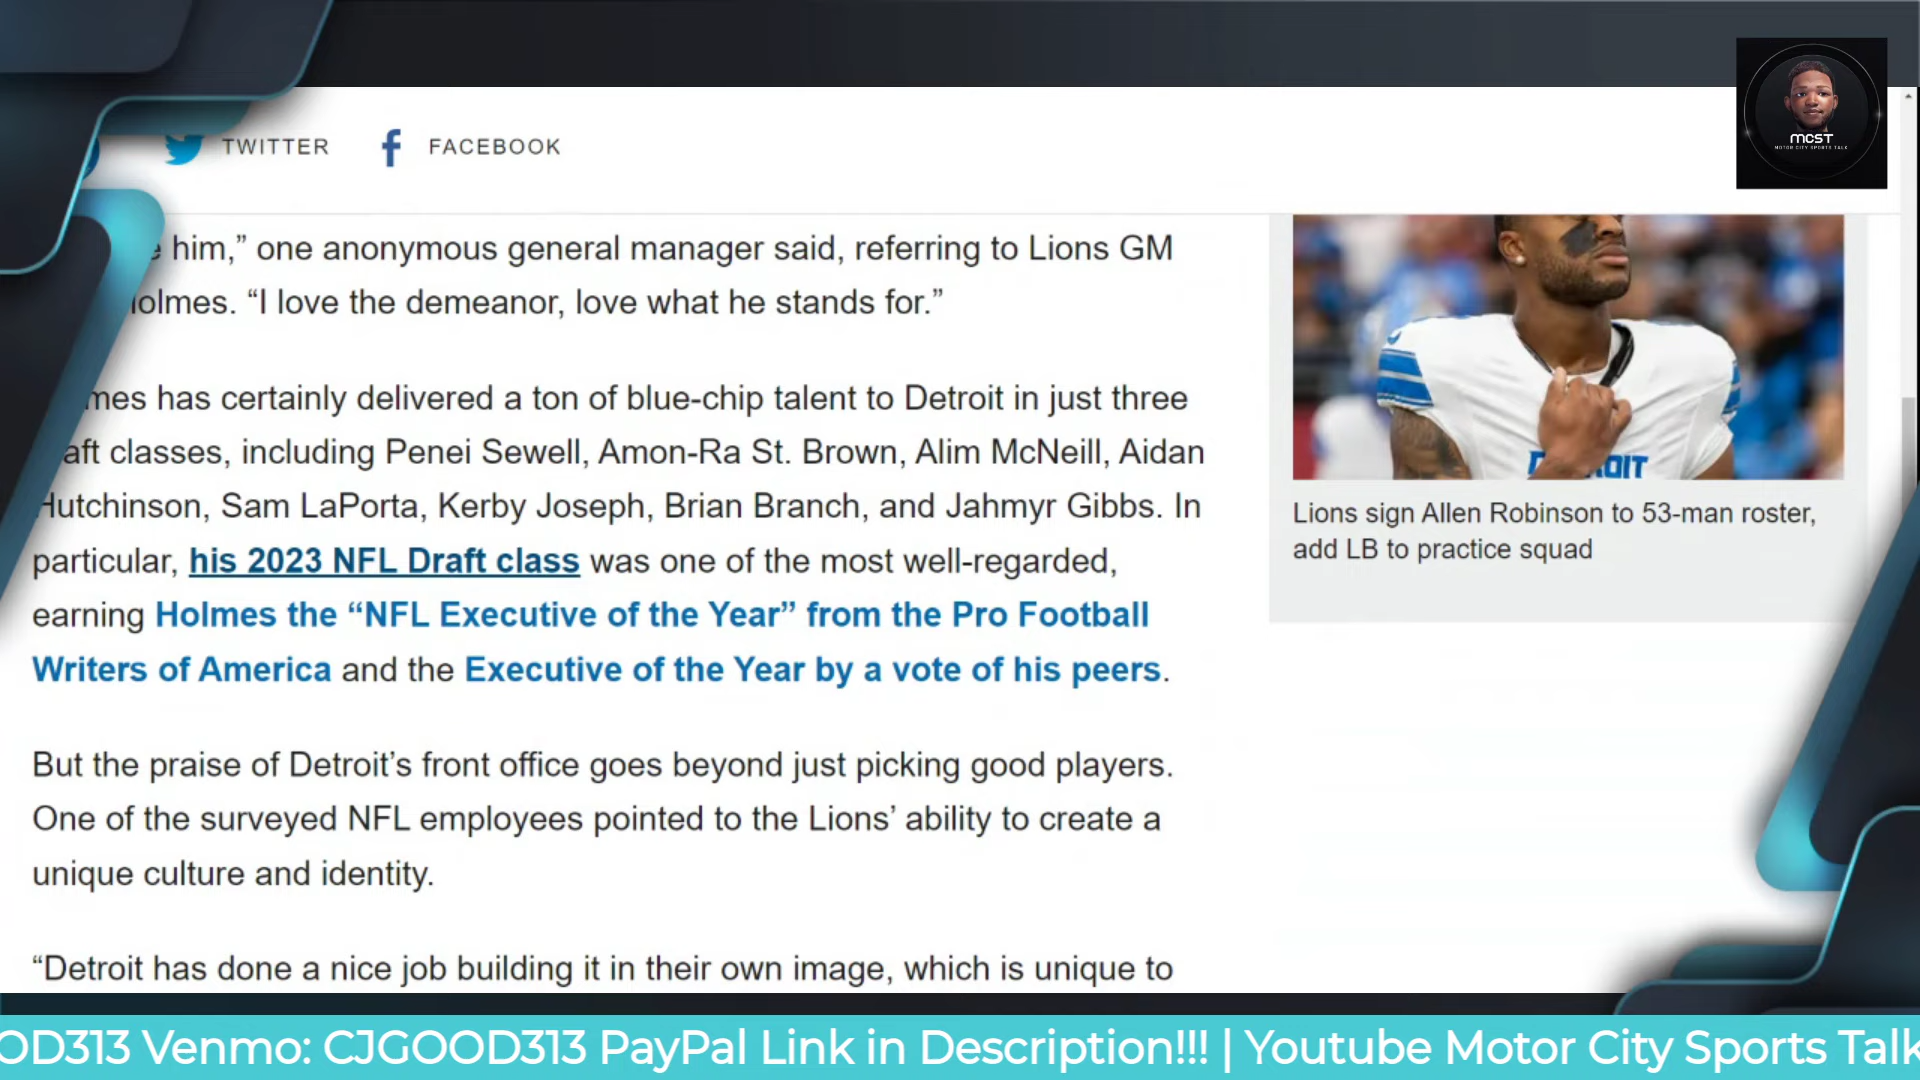 TWITTER FACEBOOK
MCST
MOTOR CITY SPORTS TALK
him,” one anonymous general manager said, referring to Lions GM
olmes. “I love the demeanor, love what he stands for.”
mes has certainly delivered a ton of blue-chip talent to Detroit in just three
aft classes, including Penei Sewell, Amon-Ra St. Brown, Alim McNeill, Aidan
Hutchinson, Sam LaPorta, Kerby Joseph, Brian Branch, and Jahmyr Gibbs. In
particular, his 2023 NFL Draft class was one of the most well-regarded,
earning Holmes the “NFL Executive of the Year” from the Pro Football
Writers of America and the Executive of the Year by a vote of his peers.
But the praise of Detroit’s front office goes beyond just picking good players.
One of the surveyed NFL employees pointed to the Lions’ ability to create a
unique culture and identity.
“Detroit has done a nice job building it in their own image, which is unique to
Lions sign Allen Robinson to 53-man roster,
add LB to practice squad
OD313 Venmo: CJGOOD313 PayPal Link in Description!!! | Youtube Motor City Sports Talk